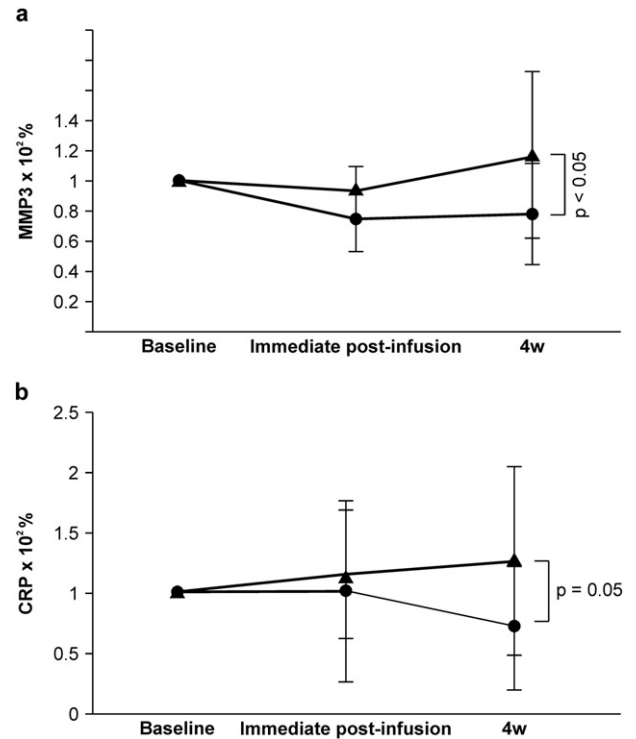 a
MMP3 x 10²%
1.4
1.2
1
0.8
0.6
0.4
0.2
p < 0.05
Baseline Immediate post-infusion 4w
b
CRP x 10²%
2.5
2
1.5
1
0.5
0
p = 0.05
Baseline Immediate post-infusion 4w